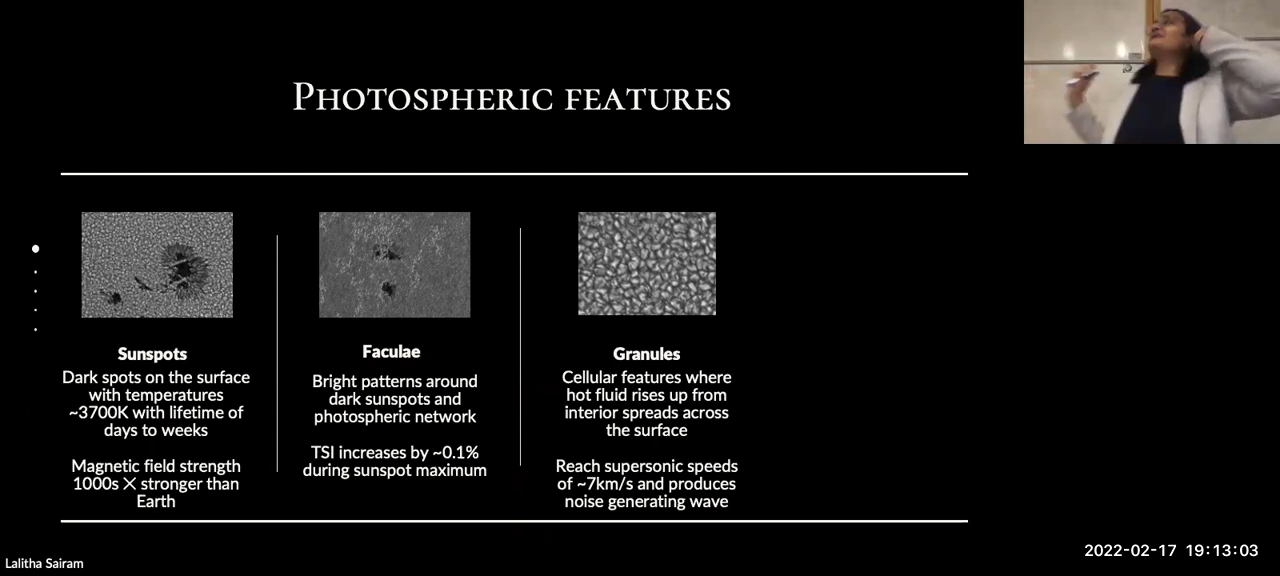 PHOTOSPHERIC FEATURES
Sunspots
Dark spots on the surface
with temperatures
~3700K with lifetime of
days to weeks
Magnetic field strength
1000s X stronger than
Earth
Faculae
Bright patterns around
dark sunspots and
photospheric network
TSI increases by ~0.1%
during sunspot maximum
Granules
Cellular features where
hot fluid rises up from
interior spreads across
the surface
Reach supersonic speeds
of ~7km/s and produces
noise generating wave
Lalitha Sairam
2022-02-17 19:13:03